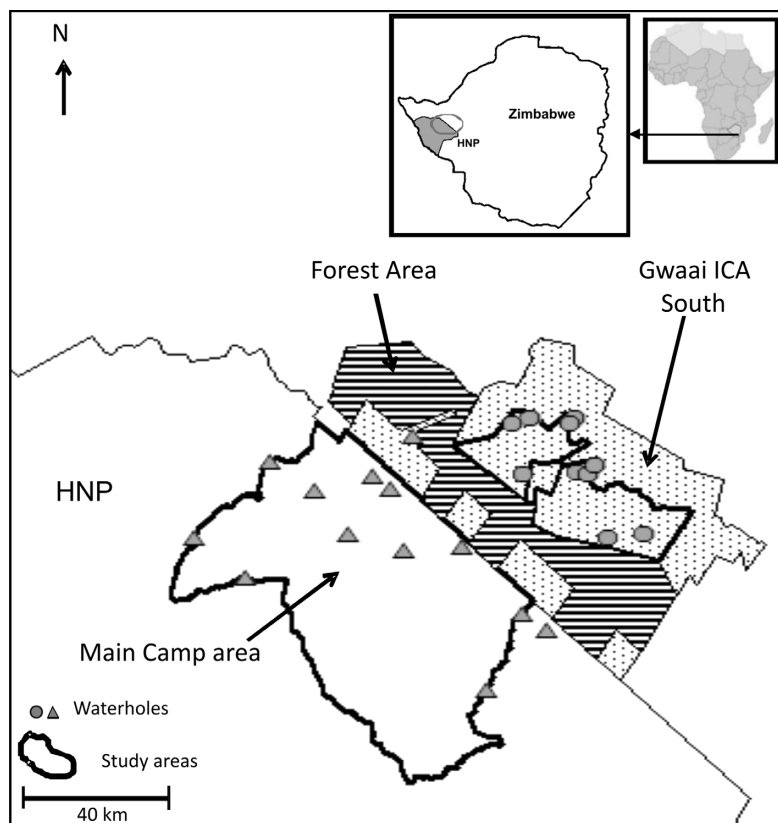 N
Zimbabwe
HNP
Forest Area
Gwaai ICA
South
HNP
Main Camp area
Waterholes
Study areas
40 km